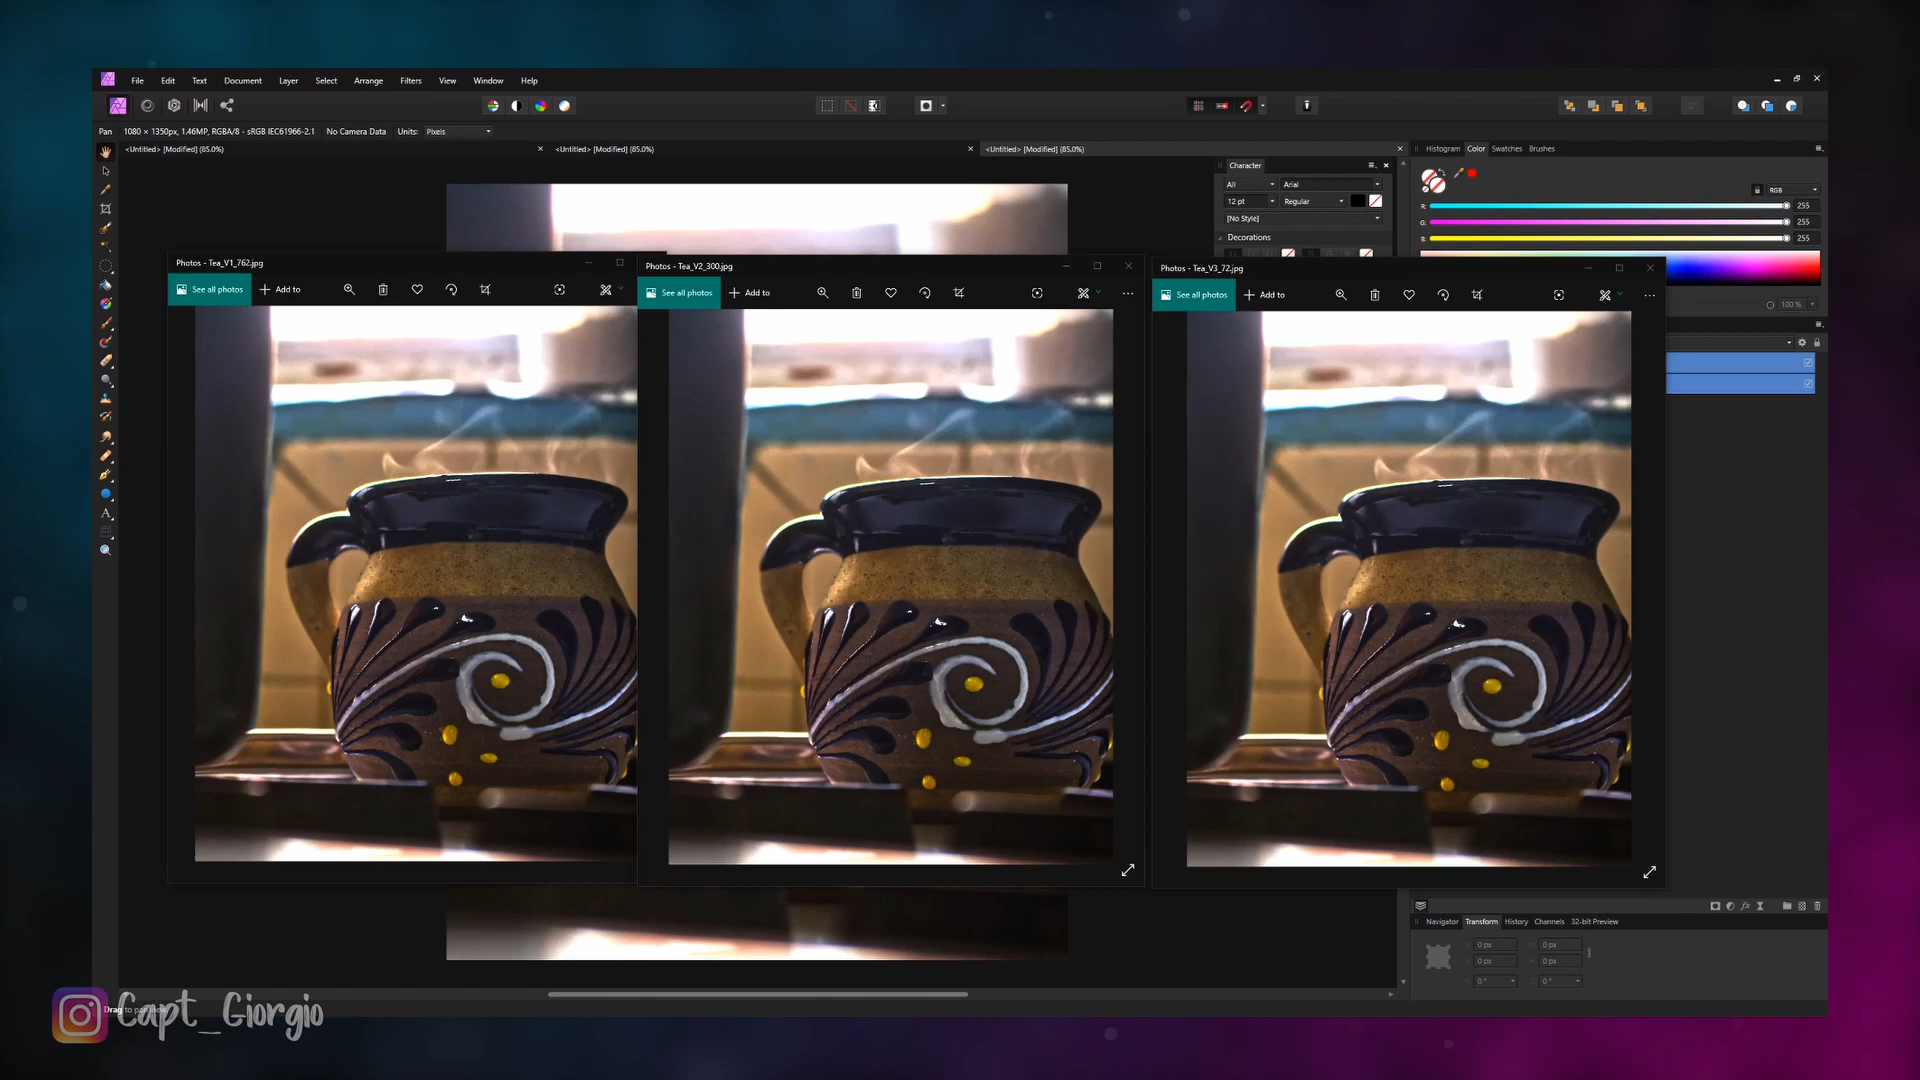 File Edit Text Document Layer Select Arrange Filters View Window Help
Pan 1080 × 1350px, 1.46MP, RGBA/8 - sRGB IEC61966-2.1 No Camera Data Units: Pixels
<Untitled> [Modified] (85.0%) <Untitled> [Modified] (85.0%) <Untitled> [Modified] (85.0%)
Histogram Color Swatches Brushes
Character
All Arial
12 pt Regular
[No Style]
Decorations
RGB
R: 255
G: 255
B: 255
100 %
Photos - Tea_V1_762.jpg
See all photos Add to
Photos - Tea_V2_300.jpg
See all photos Add to
Photos - Tea_V3_72.jpg
See all photos Add to
Navigator Transform History Channels 32-bit Preview
0 px 0 px
0 px 0 px
0 ° 0 °
Capt_Giorgio